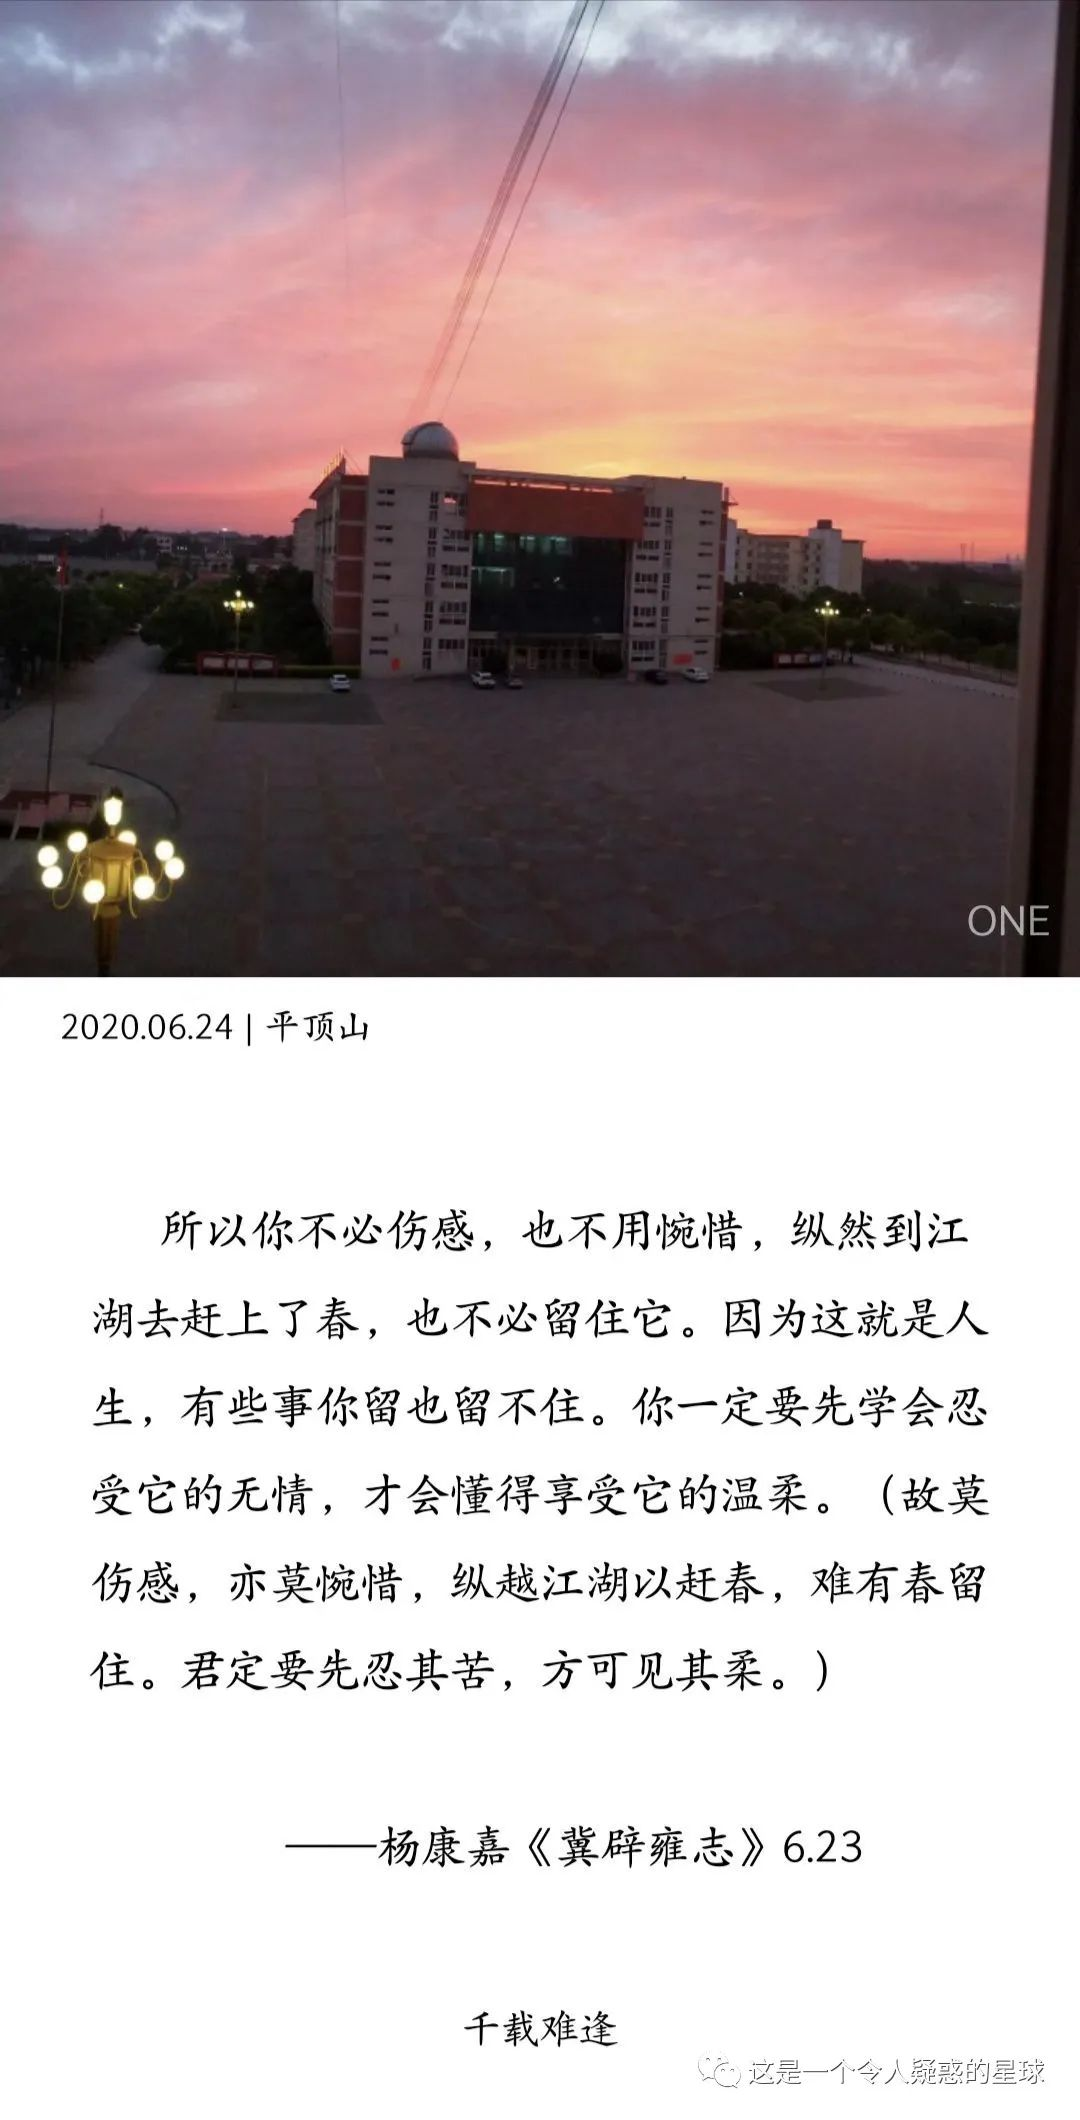 ONE
2020.06.24 | 平顶山
所以你不必伤感，也不用惋惜，纵然到江
湖去赶上了春，也不必留住它。因为这就是人
生，有些事你留也留不住。你一定要先学会忍
受它的无情，才会懂得享受它的温柔。（故莫
伤感，亦莫惋惜，纵越江湖以赶春，难有春留
住。君定要先忍其苦，方可见其柔。）
——杨康嘉《冀辟雍志》6.23
千载难逢
这是一个令人疑惑的星球